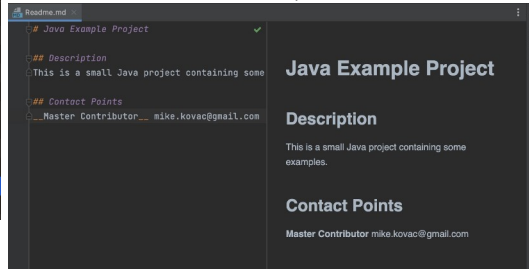 Readme.md
# Java Example Project
## Description
This is a small Java project containing some
## Contact Points
__Master Contributor__ mike.kovac@gmail.com
Java Example Project
Description
This is a small Java project containing some
examples.
Contact Points
Master Contributor mike.kovac@gmail.com